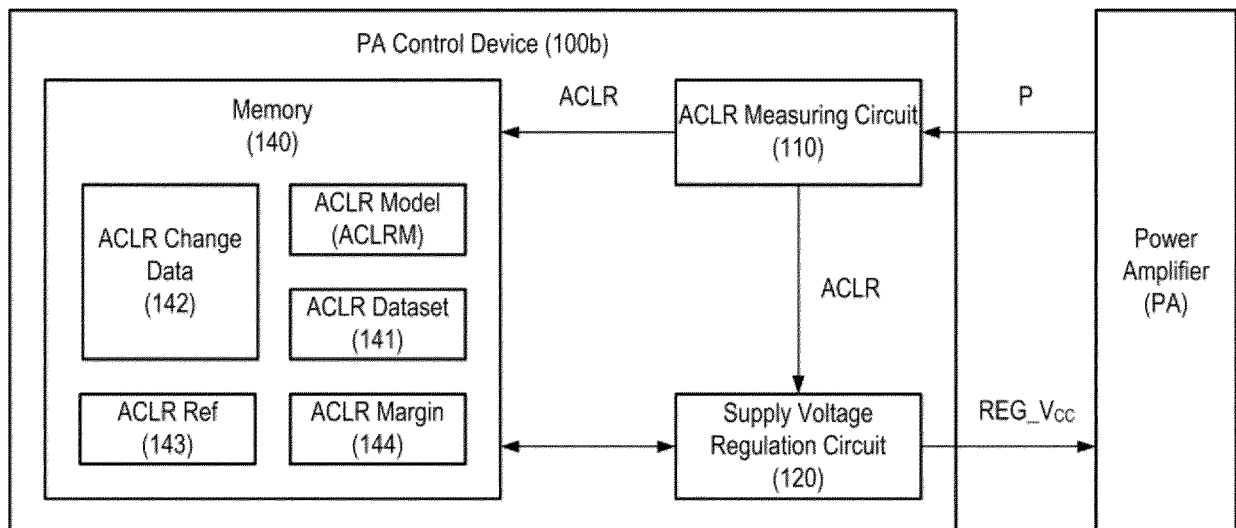 PA Control Device (100b)
Memory
(140)
ACLR Change
Data
(142)
ACLR Model
(ACLRM)
ACLR Dataset
(141)
ACLR Ref
(143)
ACLR Margin
(144)
ACLR
ACLR Measuring Circuit
(110)
P
ACLR
Supply Voltage
Regulation Circuit
(120)
REG_VCC
Power
Amplifier
(PA)